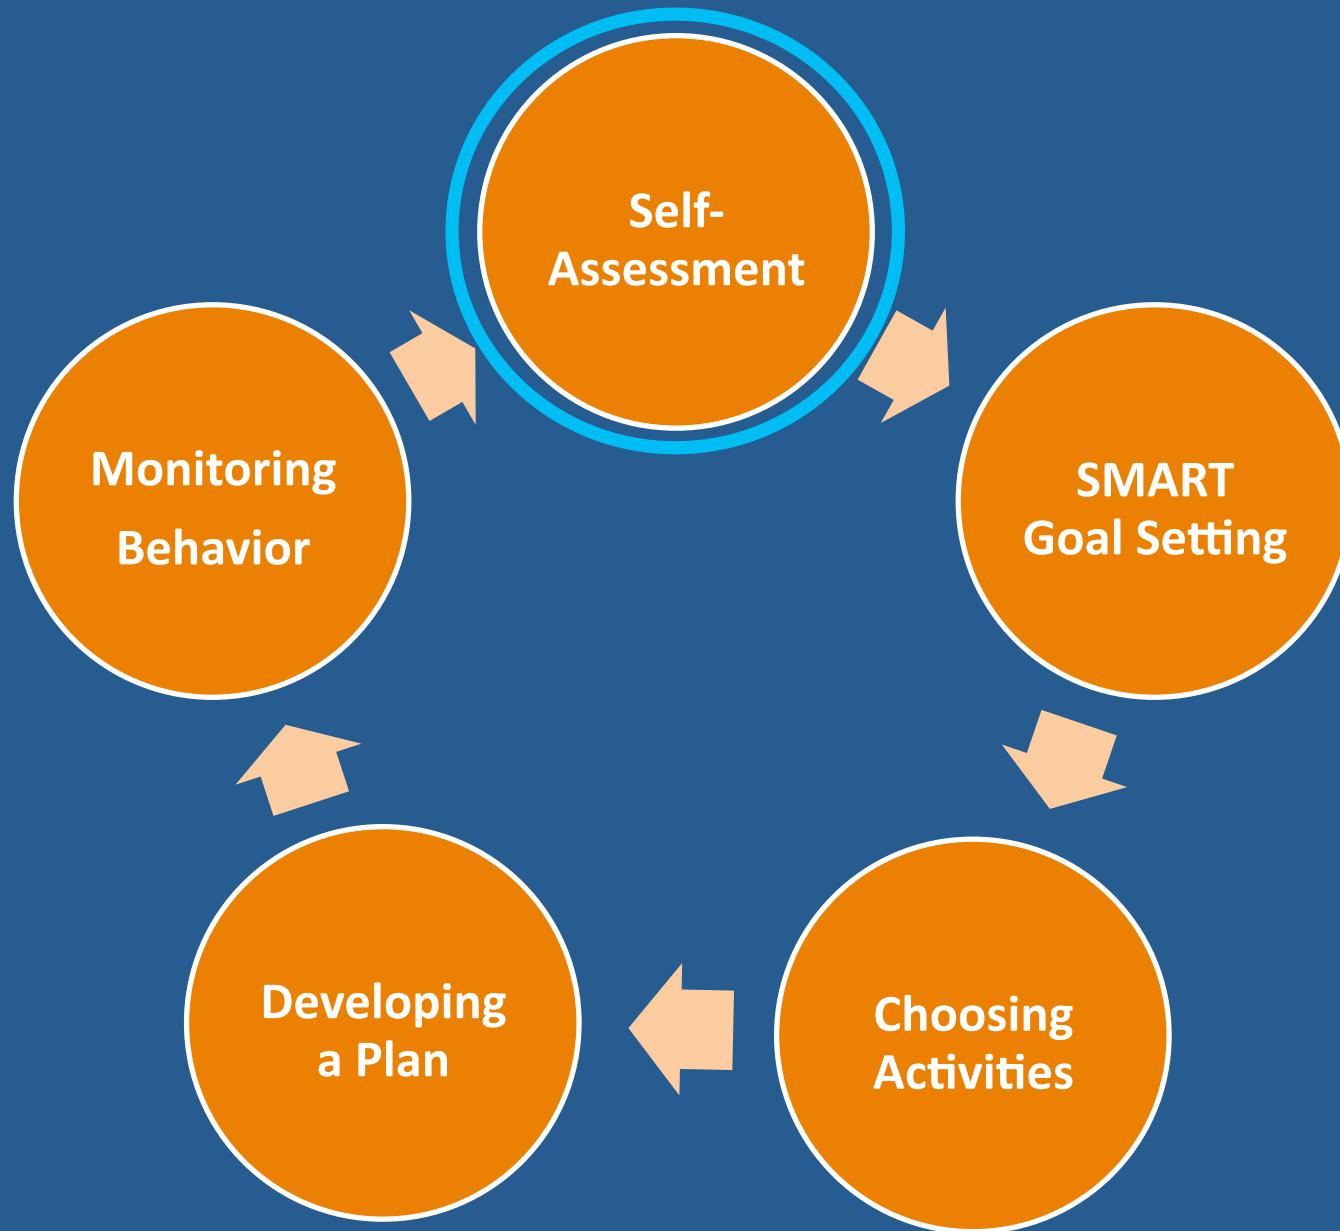 Self-
Assessment
SMART
Goal Setting
Choosing
Activities
Developing
a Plan
Monitoring
Behavior